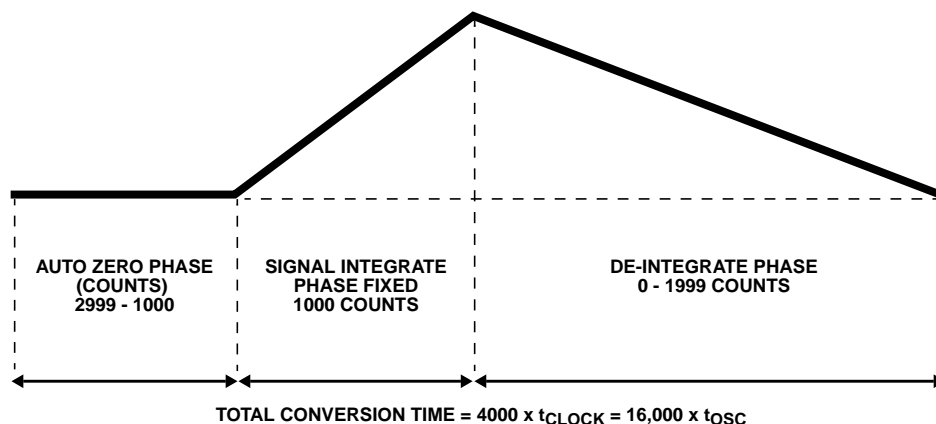 AUTO ZERO PHASE
(COUNTS)
2999 - 1000
SIGNAL INTEGRATE
PHASE FIXED
1000 COUNTS
DE-INTEGRATE PHASE
0 - 1999 COUNTS
TOTAL CONVERSION TIME = 4000 x tCLOCK = 16,000 x tOSC